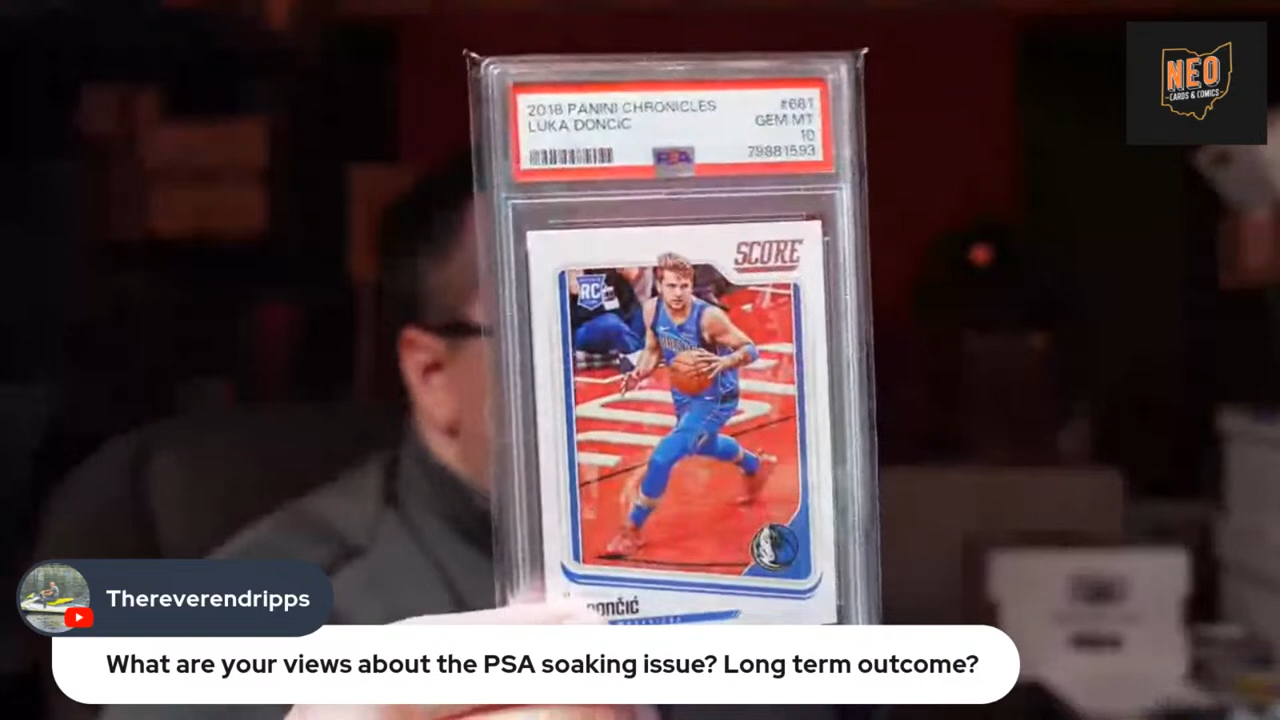 2018 PANINI CHRONICLES #681
LUKA DONCIC GEM MT
10
PSA 79881593
SCORE
RC
DONČIĆ
NEO
CARDS & COMICS
Thereverendripps
What are your views about the PSA soaking issue? Long term outcome?